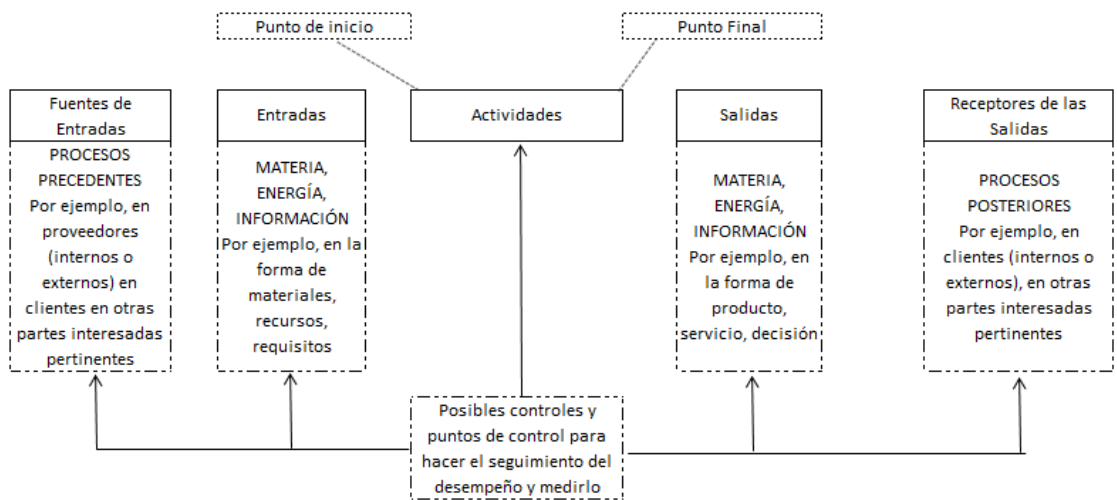 Punto de inicio
Punto Final
Fuentes de
Entradas
PROCESOS
PRECEDENTES
Por ejemplo, en
proveedores
(internos o
externos) en
clientes en otras
partes interesadas
pertinentes
Entradas
MATERIA,
ENERGÍA,
INFORMACIÓN
Por ejemplo, en la
forma de
materiales,
recursos,
requisitos
Actividades
Salidas
MATERIA,
ENERGÍA,
INFORMACIÓN
Por ejemplo, en
la forma de
producto,
servicio, decisión
Receptores de las
Salidas
PROCESOS
POSTERIORES
Por ejemplo, en
clientes (internos o
externos), en otras
partes interesadas
pertinentes
Posibles controles y
puntos de control para
hacer el seguimiento del
desempeño y medirlo